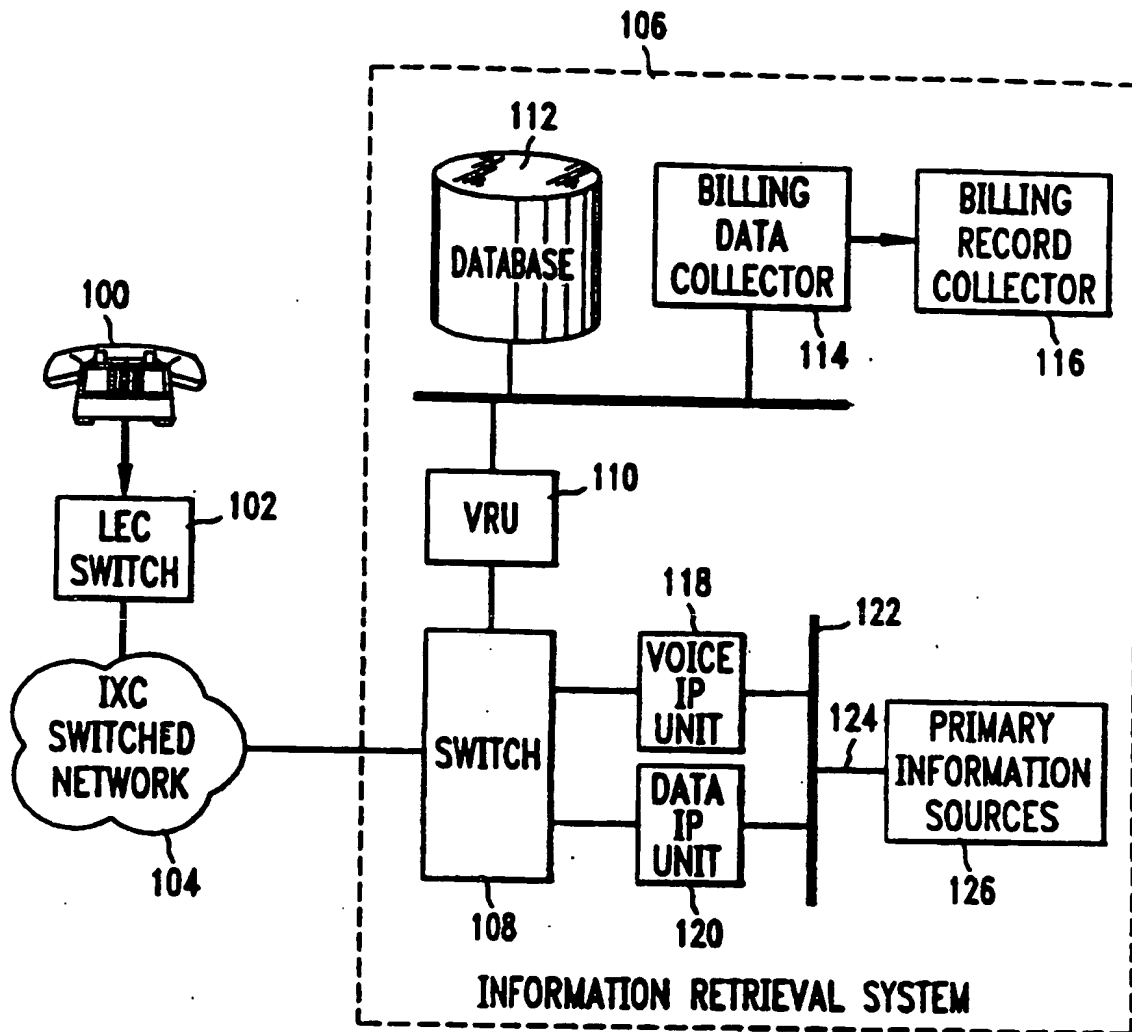 106
112
DATABASE
BILLING
DATA
COLLECTOR
114
BILLING
RECORD
COLLECTOR
116
100
LEC
SWITCH
102
VRU
110
IXC
SWITCHED
NETWORK
104
SWITCH
108
118
VOICE
IP
UNIT
DATA
IP
UNIT
120
122
124
PRIMARY
INFORMATION
SOURCES
126
INFORMATION RETRIEVAL SYSTEM